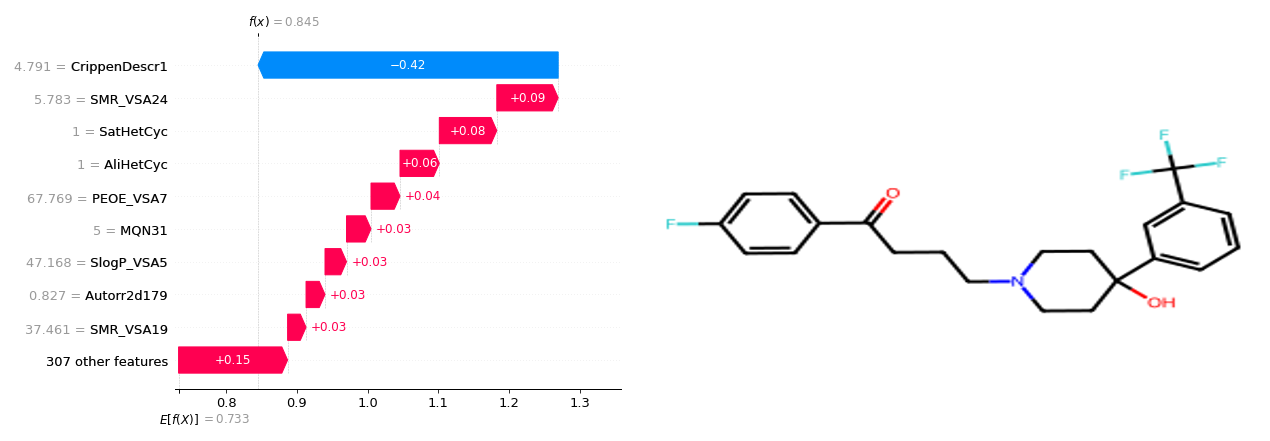 f(x) = 0.845
4.791 = CrippenDescr1
−0.42
5.783 = SMR_VSA24
+0.09
1 = SatHetCyc
+0.08
1 = AliHetCyc
+0.06
67.769 = PEOE_VSA7
+0.04
5 = MQN31
+0.03
47.168 = SlogP_VSA5
+0.03
0.827 = Autorr2d179
+0.03
37.461 = SMR_VSA19
+0.03
307 other features
+0.15
0.8 0.9 1.0 1.1 1.2 1.3
E[f(X)] = 0.733
F
F
F
O
F
N
OH